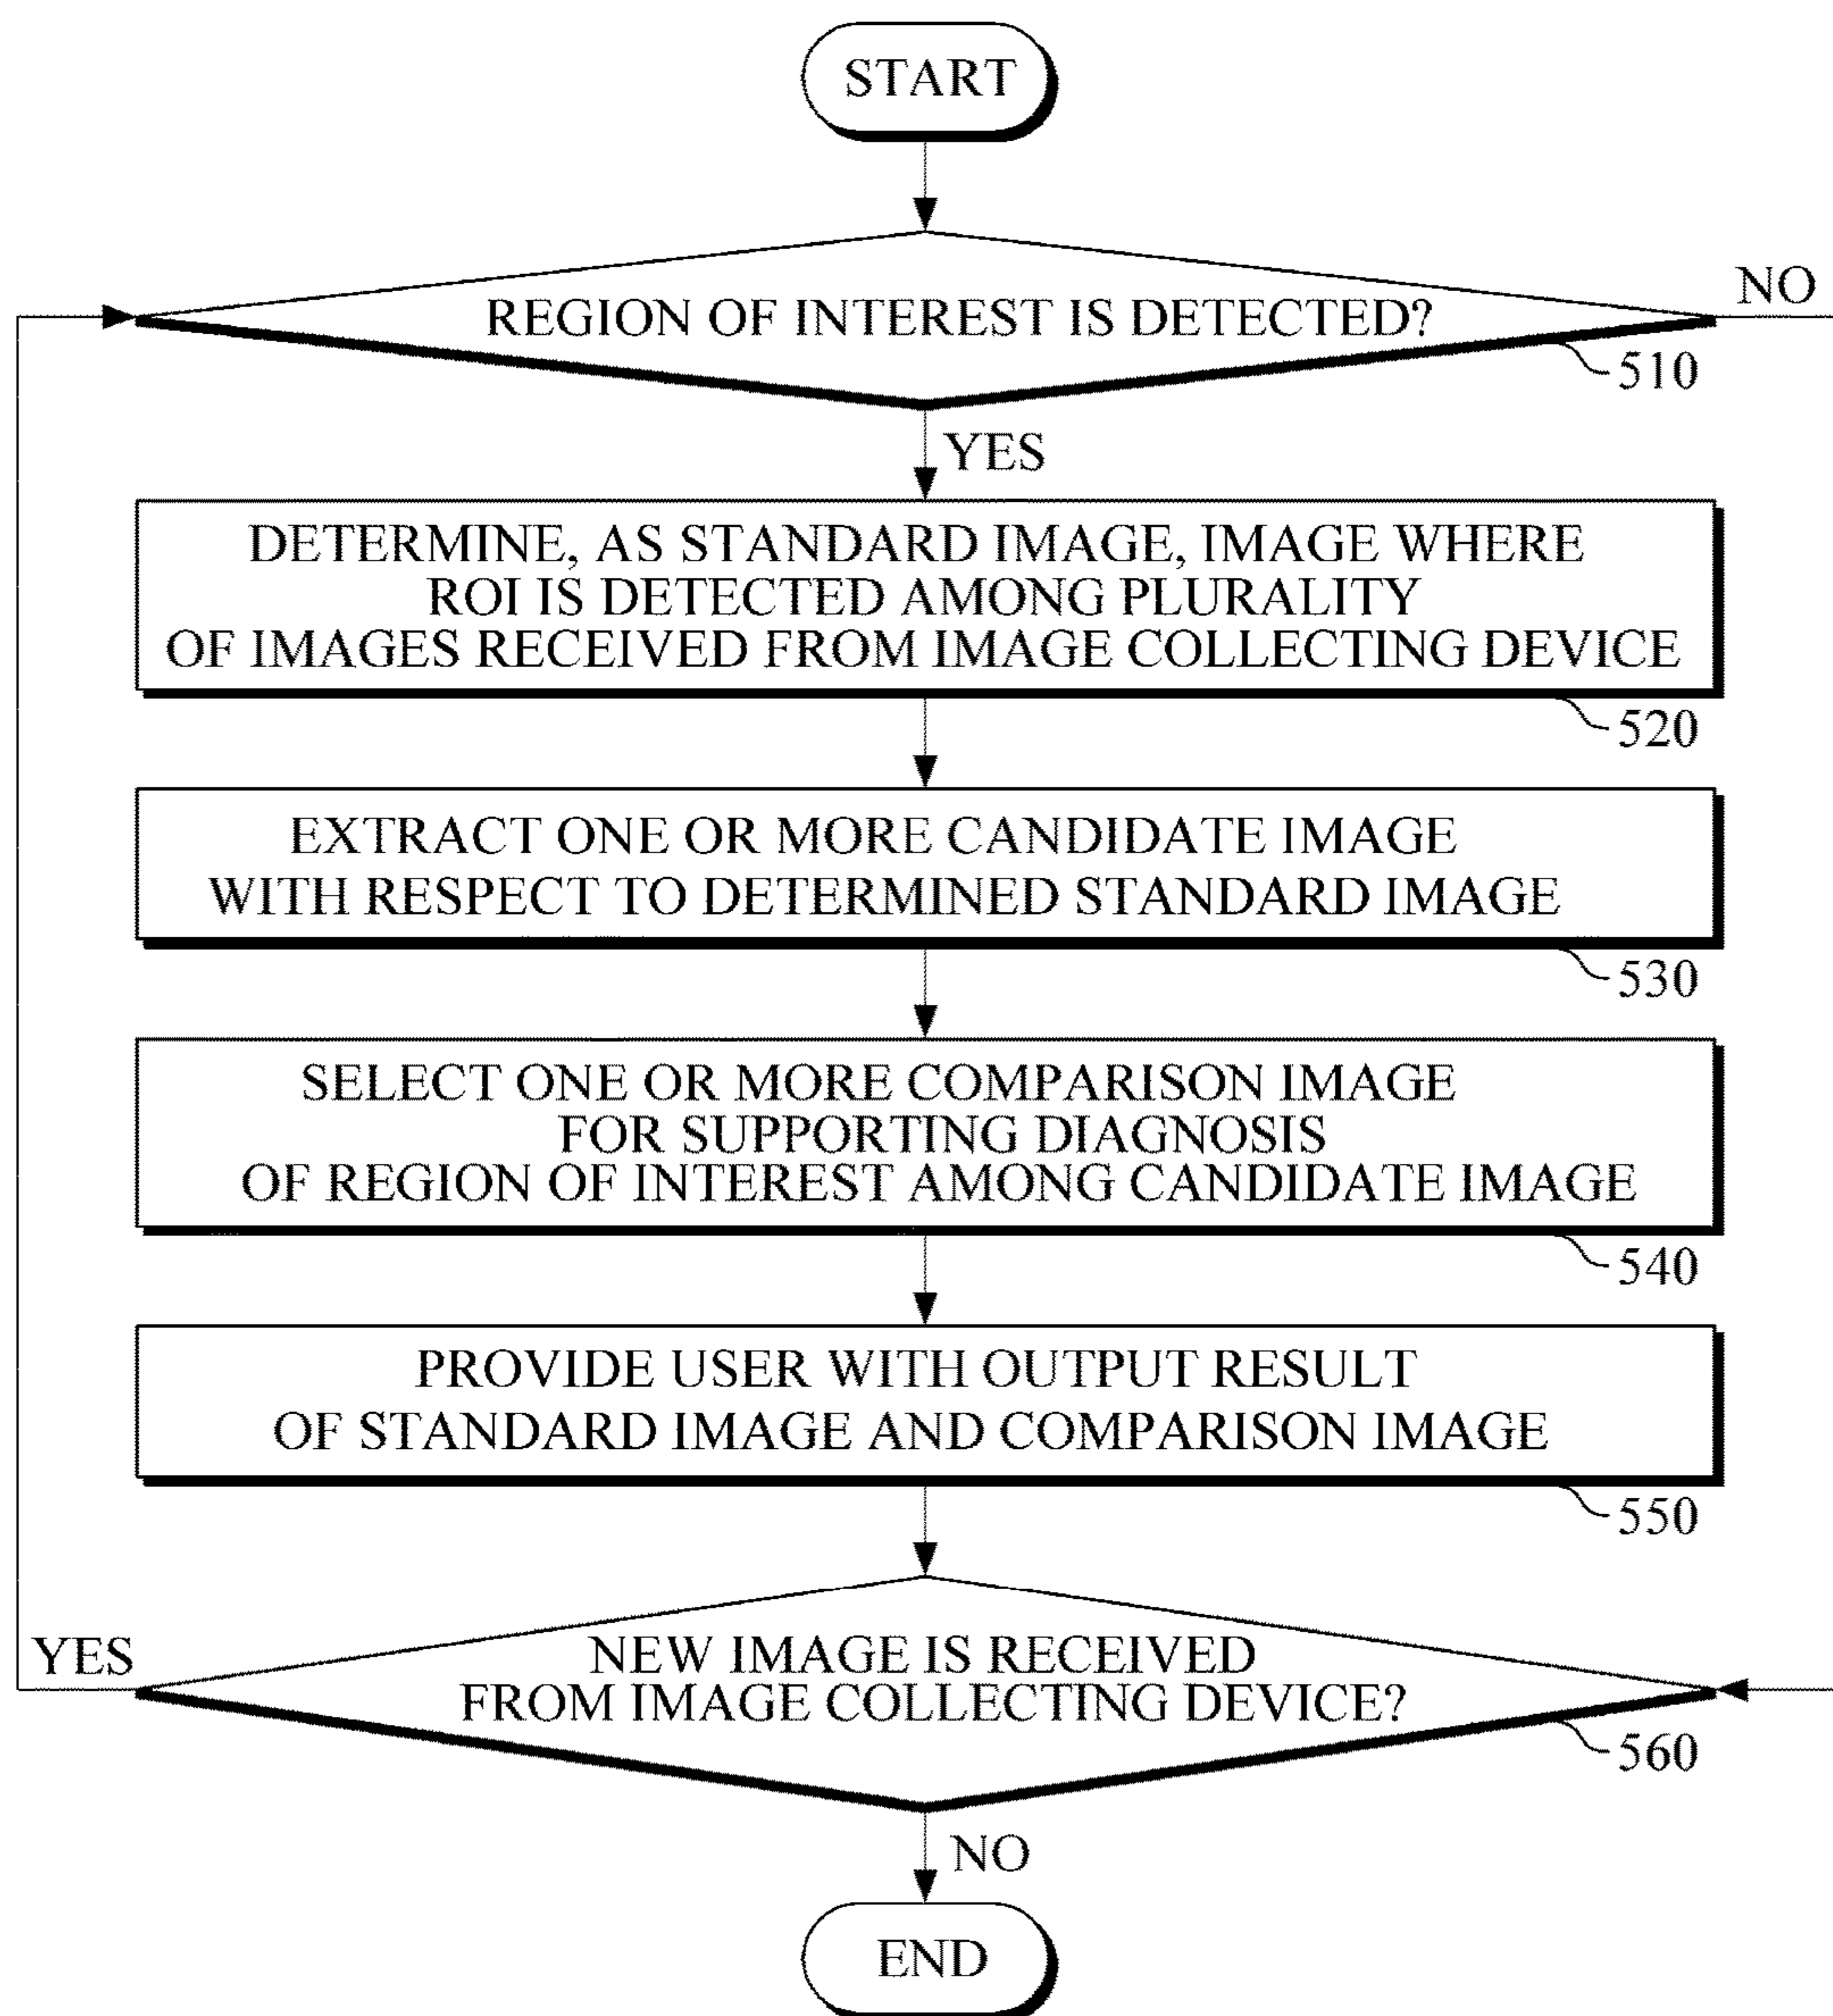 START
REGION OF INTEREST IS DETECTED?
NO
510
YES
DETERMINE, AS STANDARD IMAGE, IMAGE WHERE
ROI IS DETECTED AMONG PLURALITY
OF IMAGES RECEIVED FROM IMAGE COLLECTING DEVICE
520
EXTRACT ONE OR MORE CANDIDATE IMAGE
WITH RESPECT TO DETERMINED STANDARD IMAGE
530
SELECT ONE OR MORE COMPARISON IMAGE
FOR SUPPORTING DIAGNOSIS
OF REGION OF INTEREST AMONG CANDIDATE IMAGE
540
PROVIDE USER WITH OUTPUT RESULT
OF STANDARD IMAGE AND COMPARISON IMAGE
550
YES
NEW IMAGE IS RECEIVED
FROM IMAGE COLLECTING DEVICE?
560
NO
END